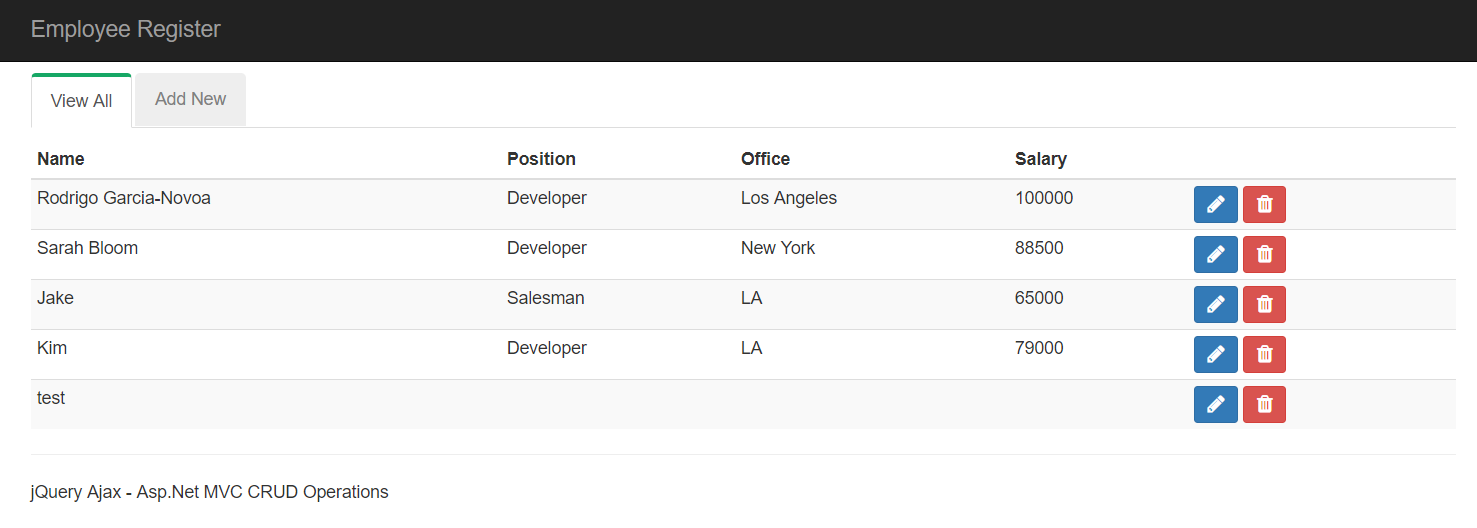 Employee Register
View All Add New
Name Position Office Salary
Rodrigo Garcia-Novoa Developer Los Angeles 100000
Sarah Bloom Developer New York 88500
Jake Salesman LA 65000
Kim Developer LA 79000
test
jQuery Ajax - Asp.Net MVC CRUD Operations